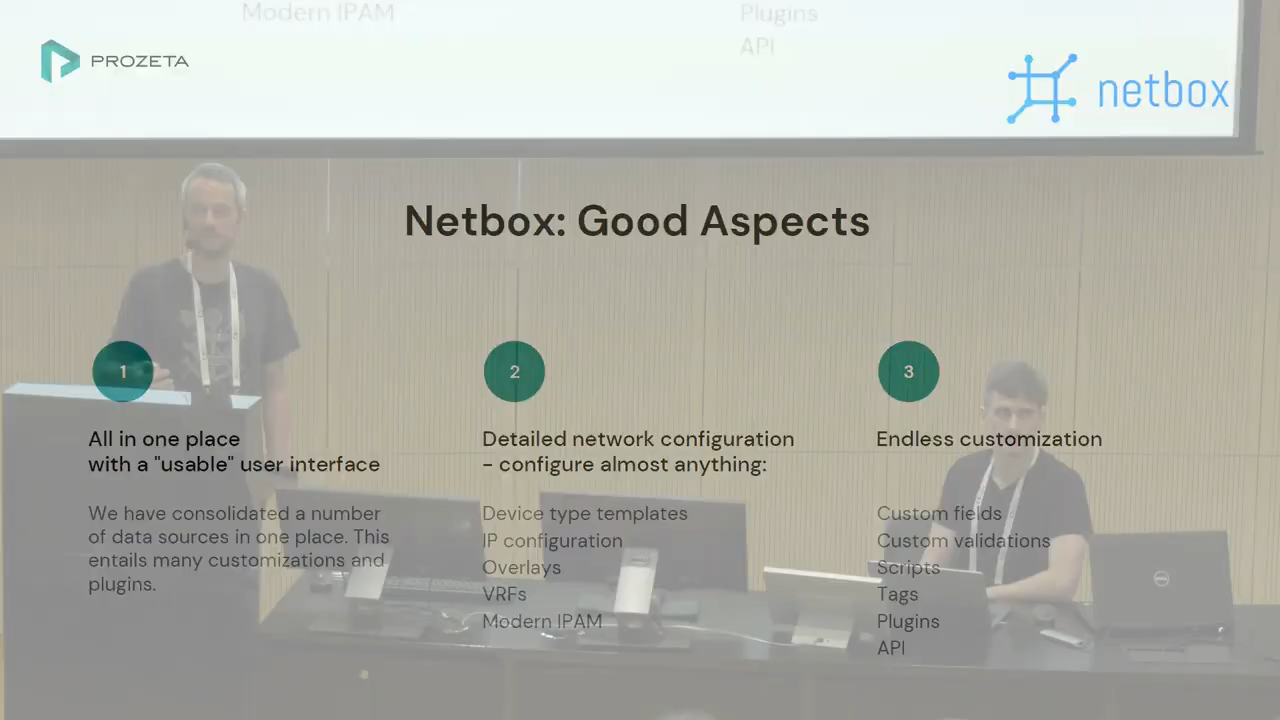 Modern IPAM
Plugins
API
PROZETA
netbox
Netbox: Good Aspects
1
2
3
All in one place
with a "usable" user interface
Detailed network configuration
- configure almost anything:
Endless customization
We have consolidated a number
of data sources in one place. This
entails many customizations and
plugins.
Device type templates
IP configuration
Overlays
VRFs
Modern IPAM
Custom fields
Custom validations
Scripts
Tags
Plugins
API